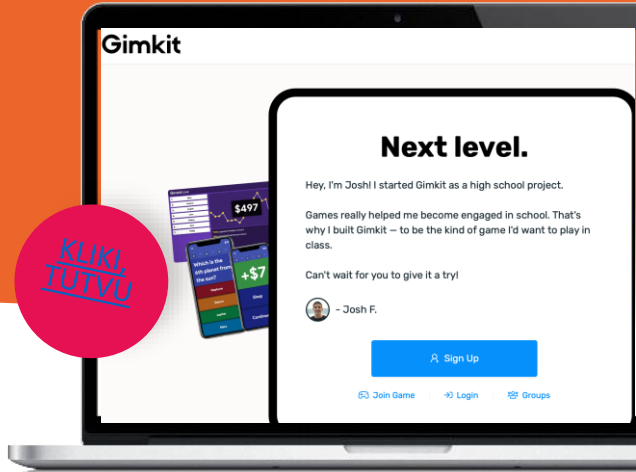 Gimkit
Next level.
Hey, I'm Josh! I started Gimkit as a high school project.
Games really helped me become engaged in school. That's
why I built Gimkit — to be the kind of game I'd want to play in
class.
Can't wait for you to give it a try!
- Josh F.
Sign Up
Join Game
Login
Groups
$497
Which is the
6th planet from
the sun?
+$7
Shop
KLIKI,
TUTVU